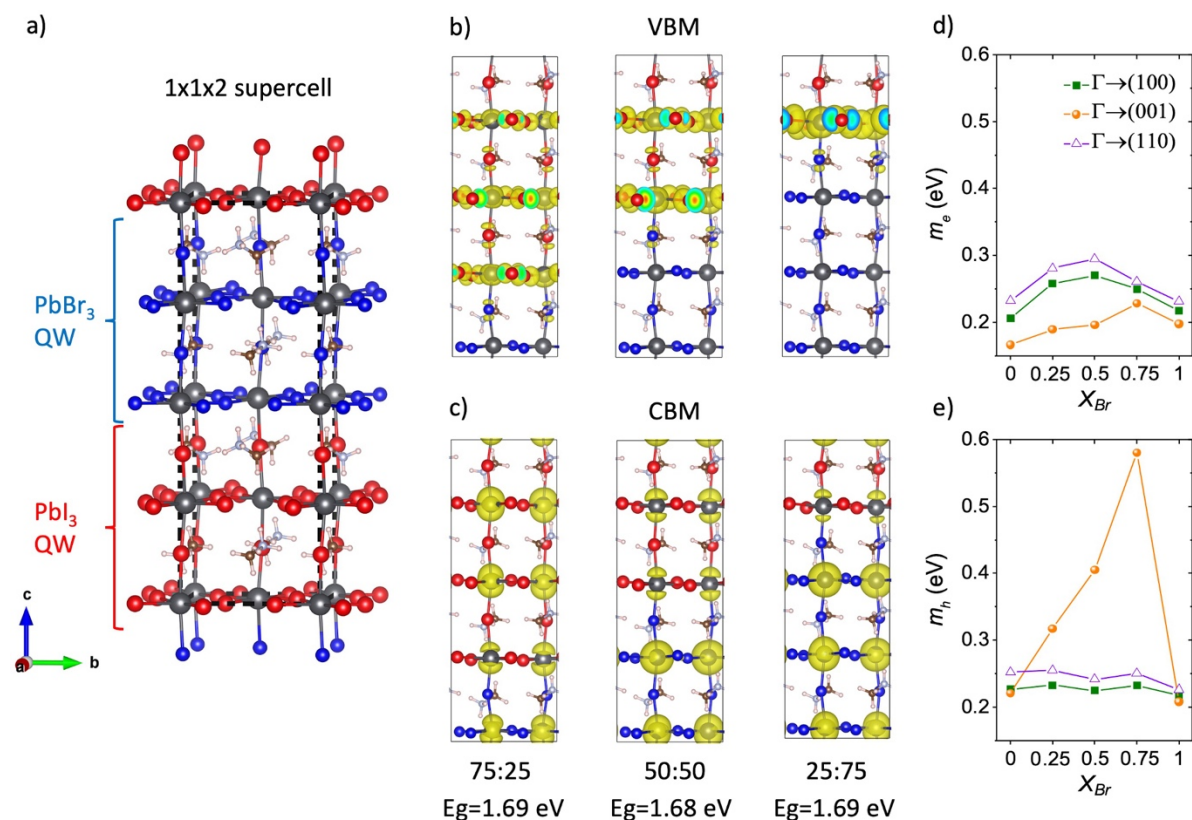 a)
1x1x2 supercell
PbBr₃
QW
PbI₃
QW
c
a
b
b)
VBM
c)
CBM
75:25
50:50
25:75
Eg=1.69 eV
Eg=1.68 eV
Eg=1.69 eV
d)
0.6
0.5
0.4
0.3
0.2
mₑ (eV)
Γ→(100)
Γ→(001)
Γ→(110)
0
0.25
0.5
0.75
1
X_Br
e)
0.6
0.5
0.4
0.3
0.2
mₕ (eV)
0
0.25
0.5
0.75
1
X_Br